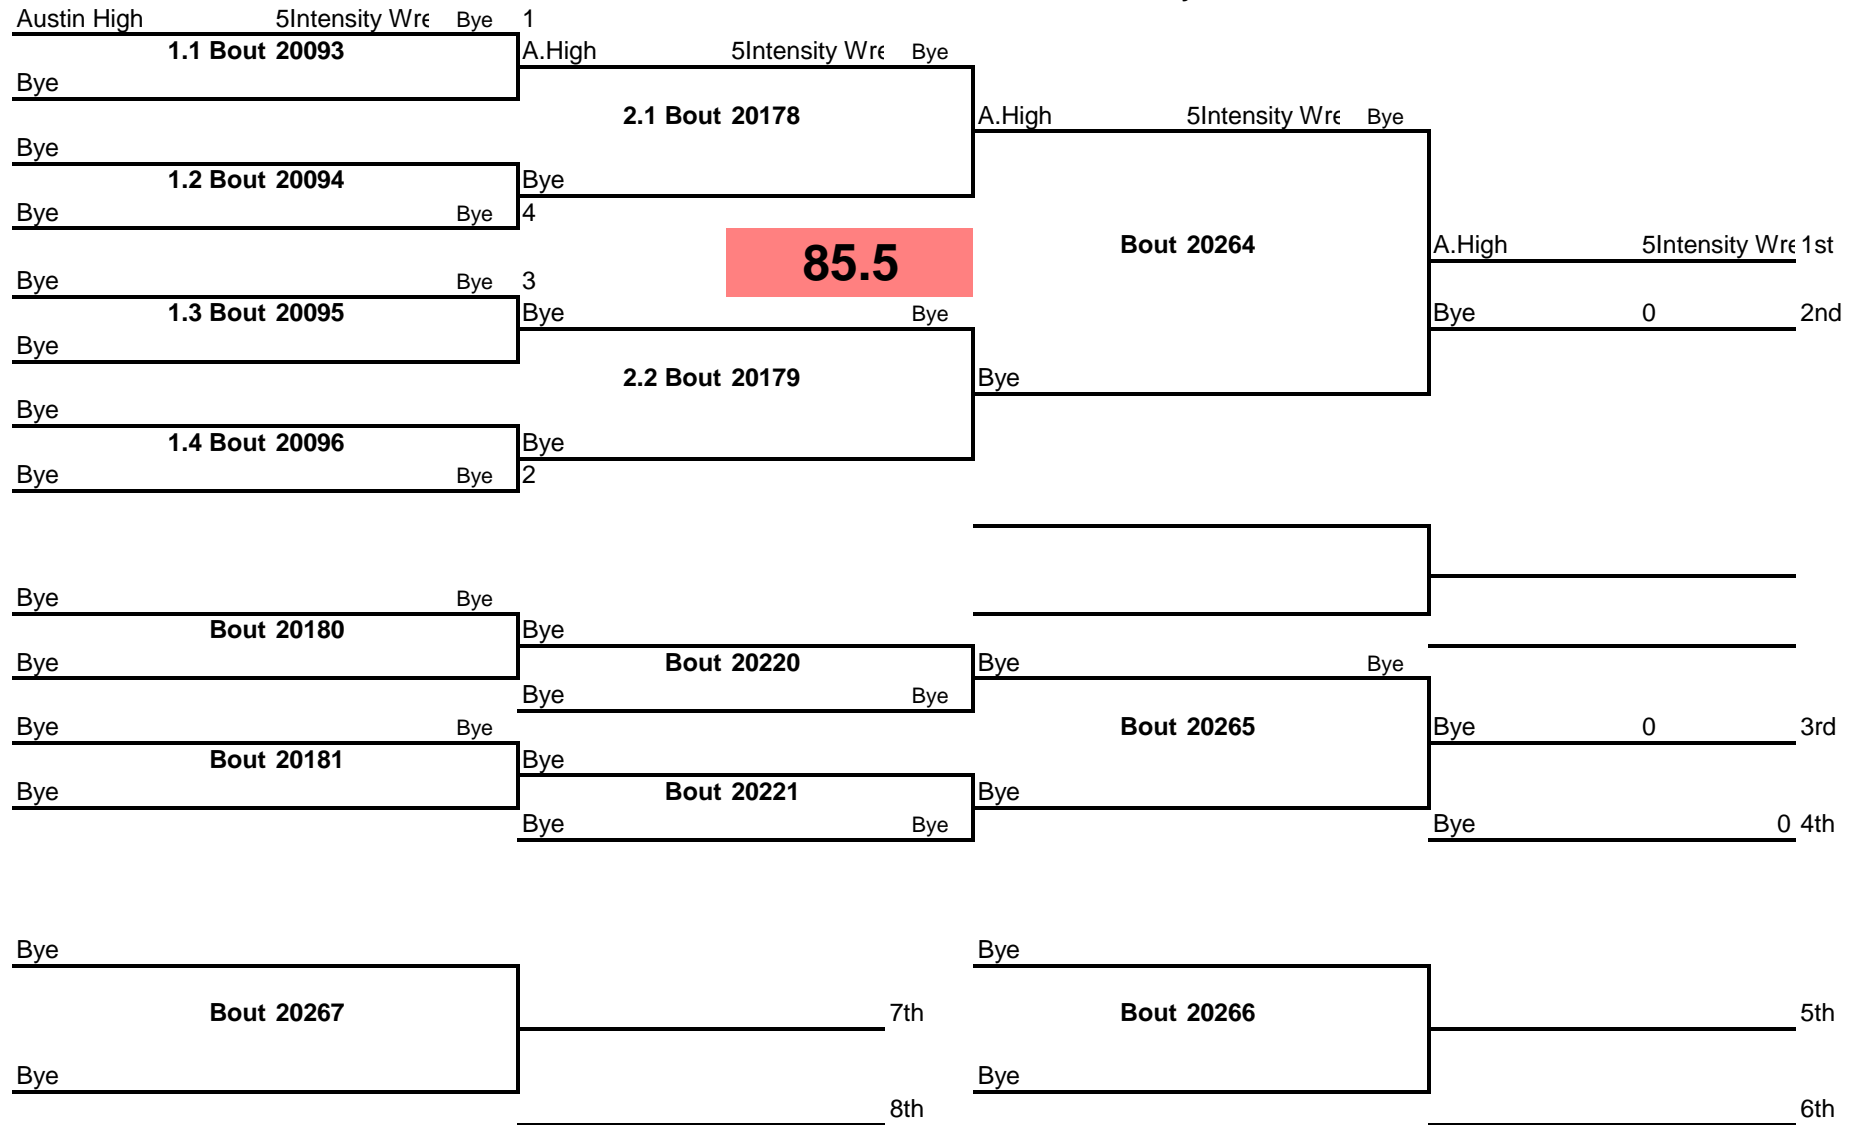 Austin High 5Intensity Wre Bye 1
1.1 Bout 20093 A.High 5Intensity Wre Bye
Bye
2.1 Bout 20178 A.High 5Intensity Wre Bye
Bye
1.2 Bout 20094 Bye
Bye Bye 4
85.5 Bout 20264 A.High 5Intensity Wre 1st
Bye Bye 3
1.3 Bout 20095 Bye Bye Bye 0 2nd
Bye
2.2 Bout 20179 Bye
Bye
1.4 Bout 20096 Bye
Bye Bye 2
Bye Bye
Bout 20180 Bye
Bye Bout 20220 Bye Bye
Bye Bye
Bye Bye Bout 20265 Bye 0 3rd
Bout 20181 Bye
Bye Bout 20221 Bye
Bye Bye Bye 0 4th
Bye Bye
Bout 20267 7th Bout 20266 5th
Bye Bye
8th 6th